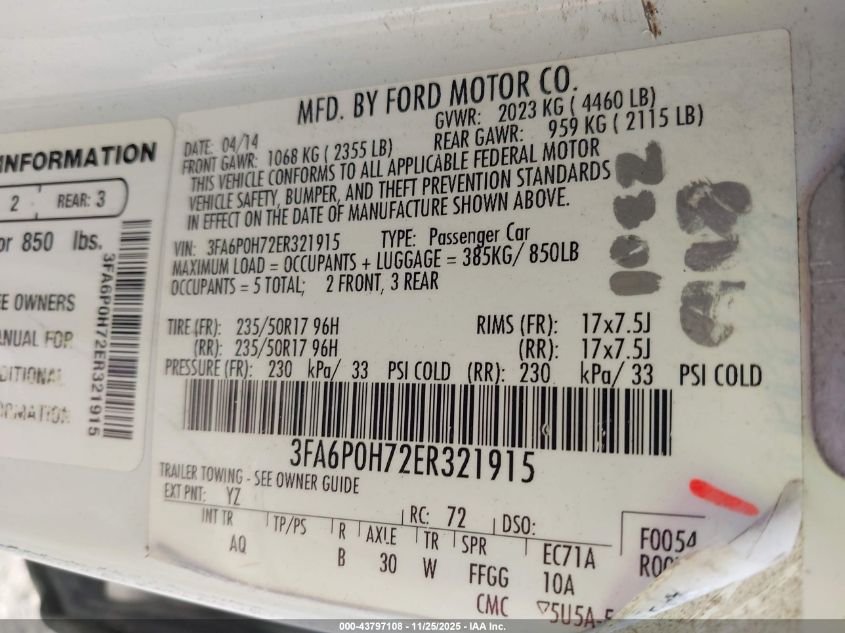 INFORMATION
2 REAR: 3
or 850 lbs.
OWNERS
MANUAL FOR
3FA6P0H72ER321915
MFD. BY FORD MOTOR CO.
DATE: 04/14 GVWR: 2023 KG ( 4460 LB)
FRONT GAWR: 1068 KG ( 2355 LB) REAR GAWR: 959 KG ( 2115 LB)
THIS VEHICLE CONFORMS TO ALL APPLICABLE FEDERAL MOTOR
VEHICLE SAFETY, BUMPER, AND THEFT PREVENTION STANDARDS
IN EFFECT ON THE DATE OF MANUFACTURE SHOWN ABOVE.
VIN: 3FA6P0H72ER321915 TYPE: Passenger Car
MAXIMUM LOAD = OCCUPANTS + LUGGAGE = 385KG/ 850LB
OCCUPANTS = 5 TOTAL; 2 FRONT, 3 REAR
TIRE (FR): 235/50R17 96H RIMS (FR): 17x7.5J
(RR): 235/50R17 96H (RR): 17x7.5J
PRESSURE (FR): 230 kPa/ 33 PSI COLD (RR): 230 kPa/ 33 PSI COLD
3FA6P0H72ER321915
TRAILER TOWING - SEE OWNER GUIDE
EXT PNT: YZ RC: 72 DSO: F0054
INT TR TP/PS R AXLE TR SPR EC71A
AQ B 30 W FFGG 10A
CMC ▽5U5A-
000-43797108 - 11/25/2025 - IAA Inc.